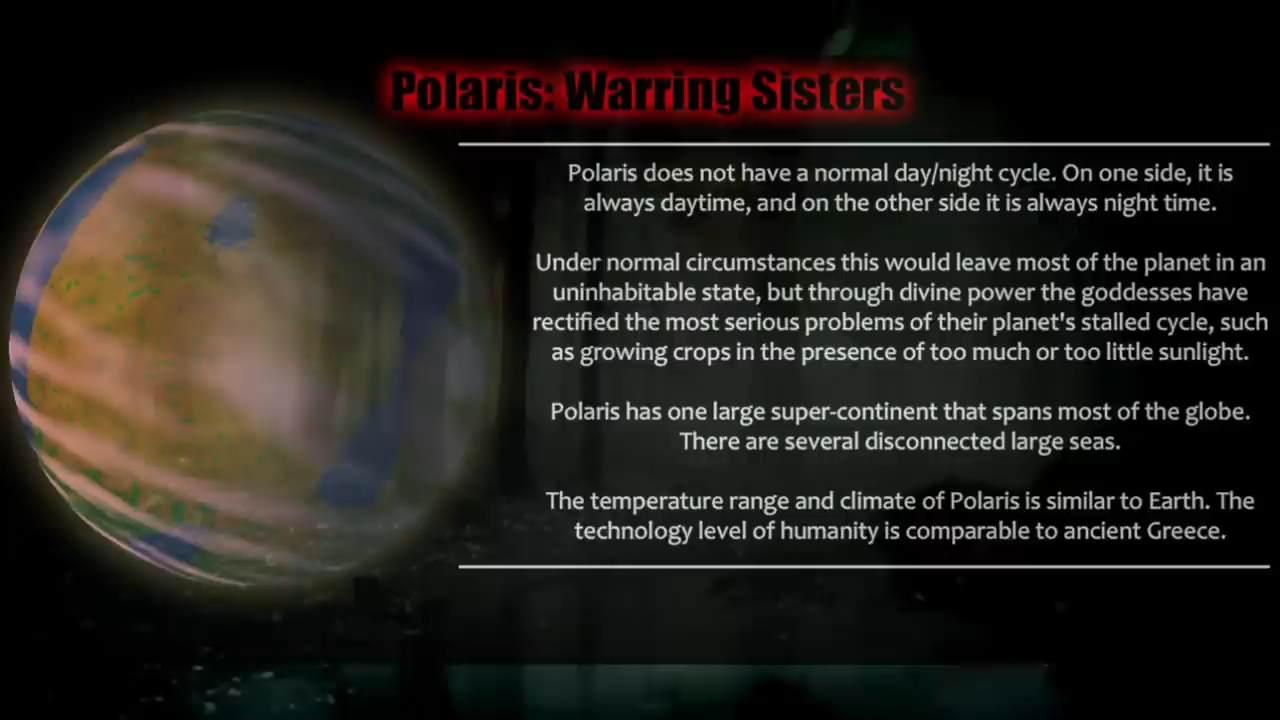 Polaris: Warring Sisters
Polaris does not have a normal day/night cycle. On one side, it is
always daytime, and on the other side it is always night time.
Under normal circumstances this would leave most of the planet in an
uninhabitable state, but through divine power the goddesses have
rectified the most serious problems of their planet's stalled cycle, such
as growing crops in the presence of too much or too little sunlight.
Polaris has one large super-continent that spans most of the globe.
There are several disconnected large seas.
The temperature range and climate of Polaris is similar to Earth. The
technology level of humanity is comparable to ancient Greece.